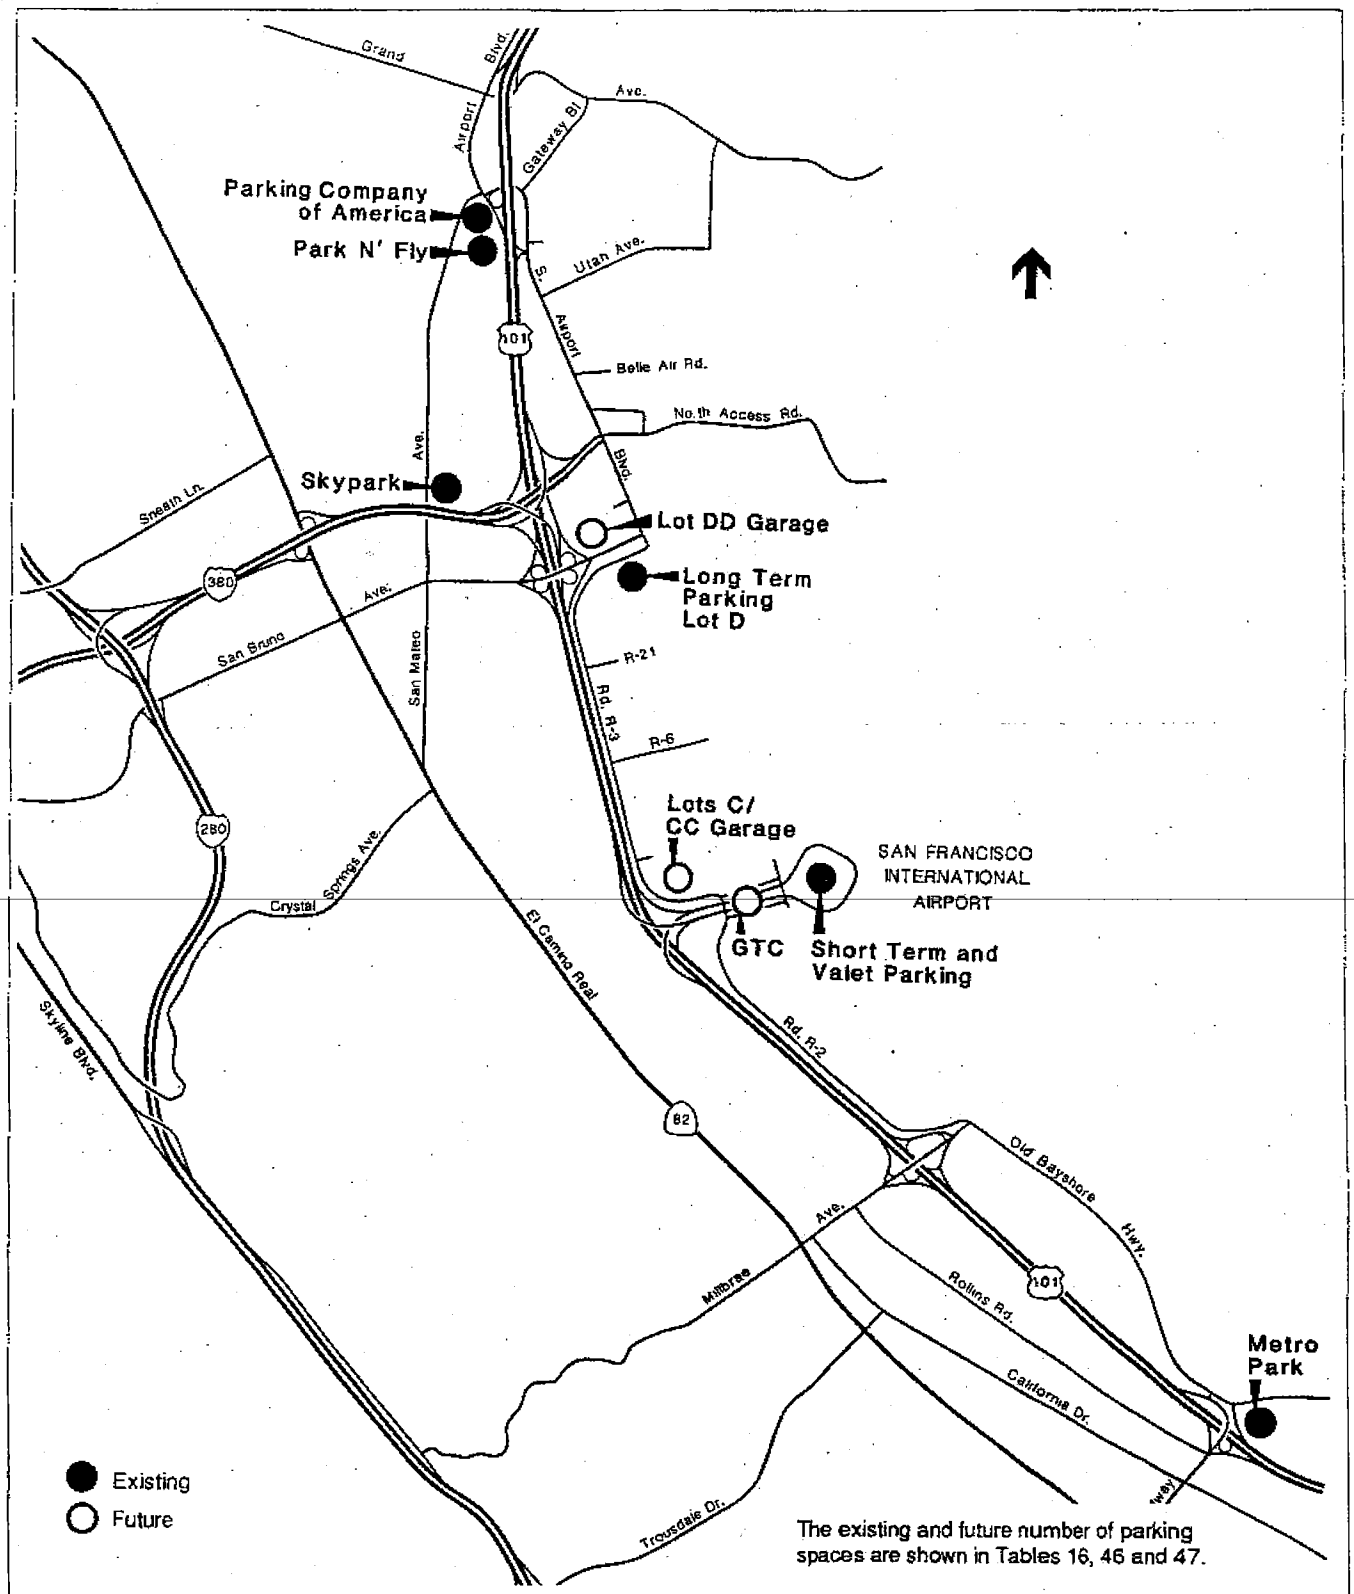 Grand
Blvd.
Airport
Gateway Bl
Ave.
Parking Company
of America
Park N' Fly
S.
Utah Ave.
101
Airport
Belle Air Rd.
North Access Rd.
Ave.
Blvd.
Skypark
Sneath Ln.
Lot DD Garage
380
Ave.
Long Term
Parking
Lot D
San Bruno
San Mateo
R-21
Rd. R-3
R-6
Lots C/
CC Garage
280
SAN FRANCISCO
INTERNATIONAL
AIRPORT
Crystal
Springs Ave.
El Camino Real
GTC
Short Term and
Valet Parking
Skyline Blvd.
Rd. R-2
82
Old Bayshore
Hwy.
Ave.
Millbrae
101
Rollins Rd.
Metro
Park
California Dr.
Existing
Future
Trousdale Dr.
way
The existing and future number of parking
spaces are shown in Tables 16, 46 and 47.